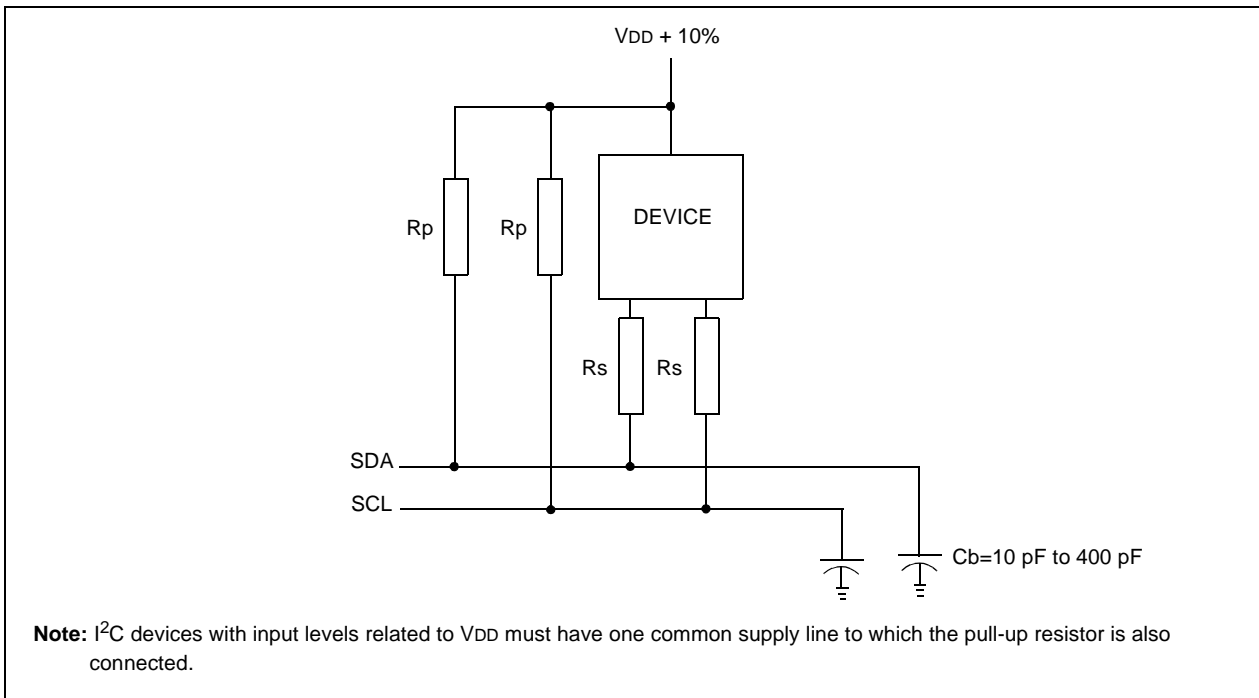 VDD + 10%
DEVICE
Rp
Rp
Rs
Rs
SDA
SCL
Cb=10 pF to 400 pF
Note: I²C devices with input levels related to VDD must have one common supply line to which the pull-up resistor is also
connected.